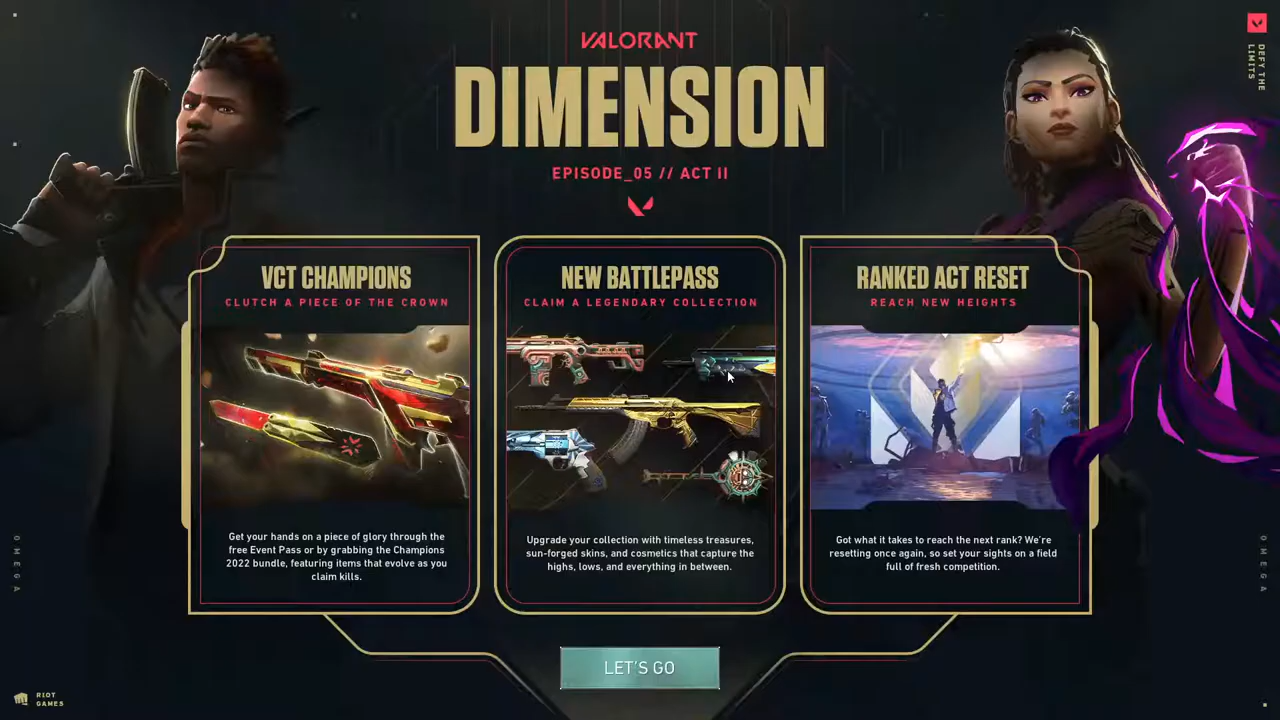 VALORANT
DIMENSION
EPISODE_05 // ACT II
DEFY THE
LIMITS
VCT CHAMPIONS
CLUTCH A PIECE OF THE CROWN
Get your hands on a piece of glory through the
free Event Pass or by grabbing the Champions
2022 bundle, featuring items that evolve as you
claim kills.
NEW BATTLEPASS
CLAIM A LEGENDARY COLLECTION
Upgrade your collection with timeless treasures,
sun-forged skins, and cosmetics that capture the
highs, lows, and everything in between.
RANKED ACT RESET
REACH NEW HEIGHTS
Got what it takes to reach the next rank? We're
resetting once again, so set your sights on a field
full of fresh competition.
OMEGA
OMEGA
LET'S GO
RIOT
GAMES